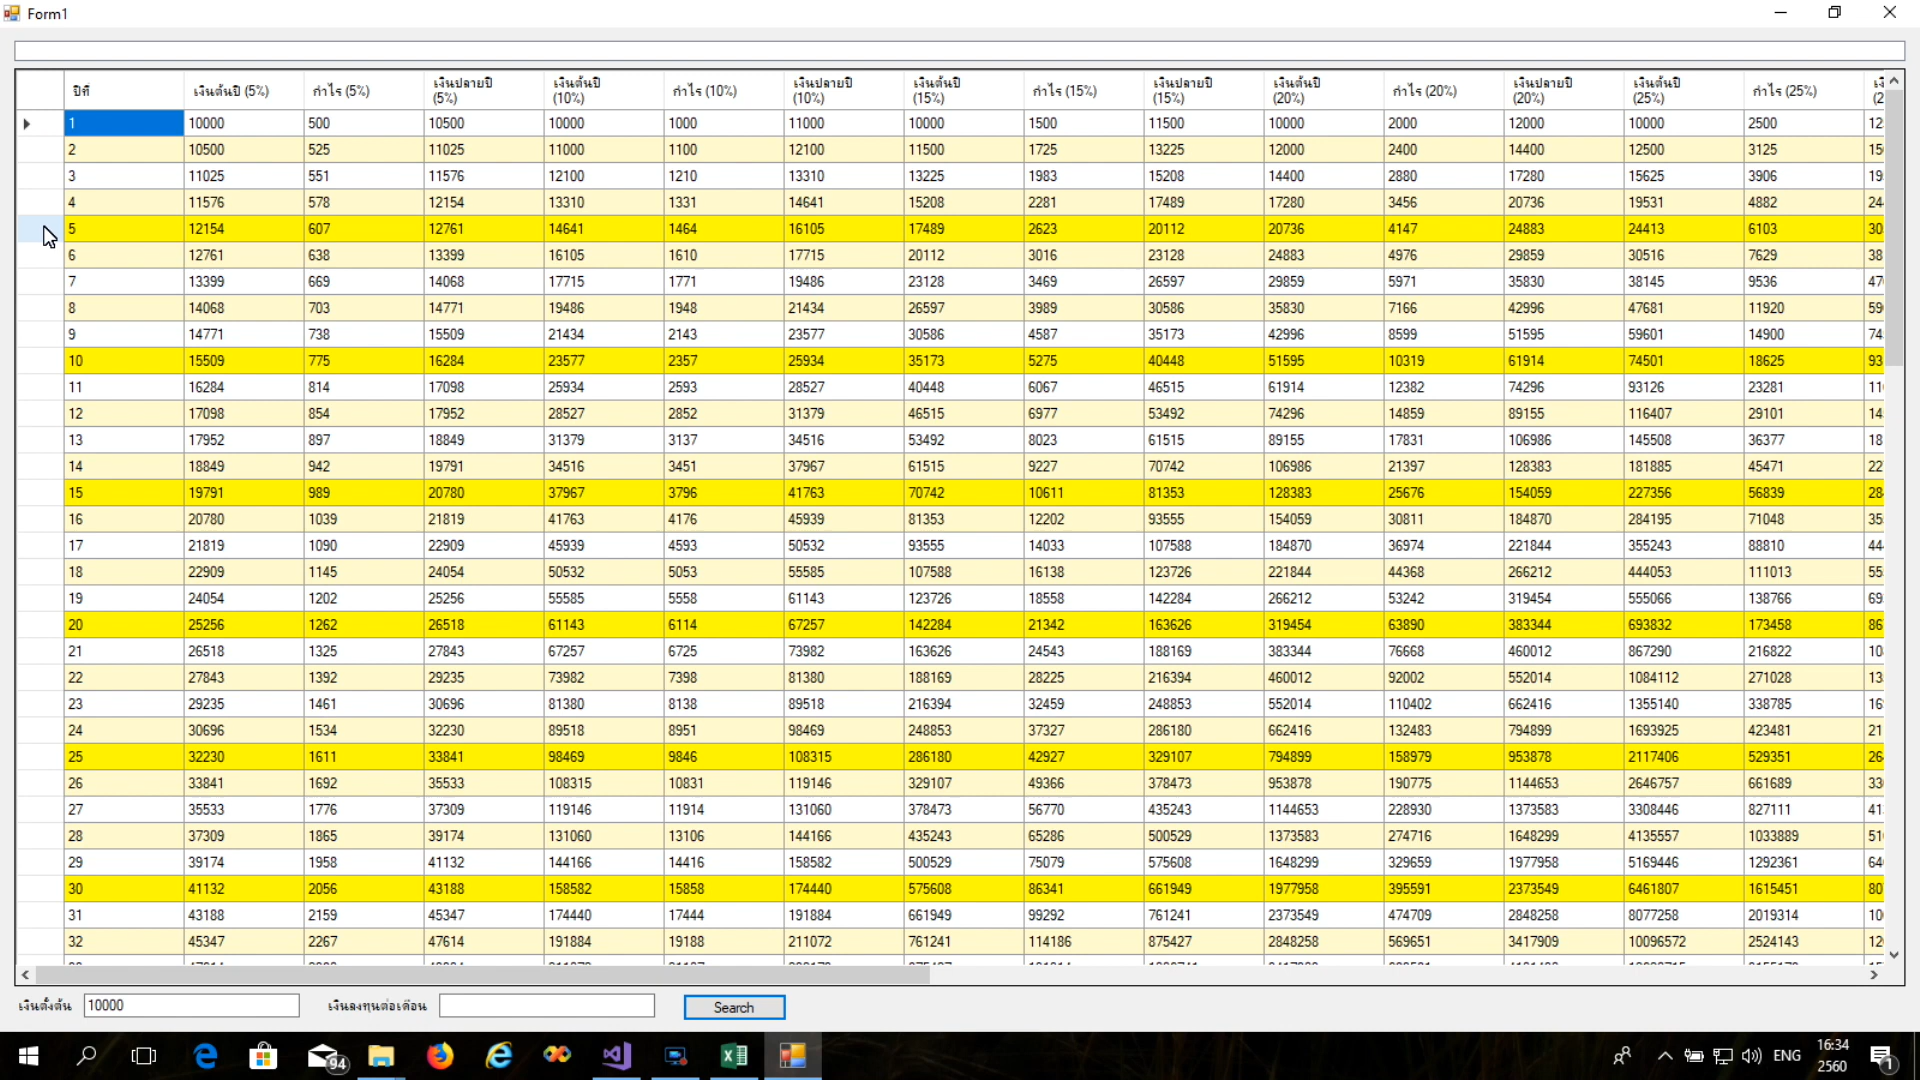 Form1
ปีที่ เงินต้นปี (5%) กำไร (5%) เงินปลายปี (5%) เงินต้นปี (10%) กำไร (10%) เงินปลายปี (10%) เงินต้นปี (15%) กำไร (15%) เงินปลายปี (15%) เงินต้นปี (20%) กำไร (20%) เงินปลายปี (20%) เงินต้นปี (25%) กำไร (25%)
1 10000 500 10500 10000 1000 11000 10000 1500 11500 10000 2000 12000 10000 2500
2 10500 525 11025 11000 1100 12100 11500 1725 13225 12000 2400 14400 12500 3125
3 11025 551 11576 12100 1210 13310 13225 1983 15208 14400 2880 17280 15625 3906
4 11576 578 12154 13310 1331 14641 15208 2281 17489 17280 3456 20736 19531 4882
5 12154 607 12761 14641 1464 16105 17489 2623 20112 20736 4147 24883 24413 6103
6 12761 638 13399 16105 1610 17715 20112 3016 23128 24883 4976 29859 30516 7629
7 13399 669 14068 17715 1771 19486 23128 3469 26597 29859 5971 35830 38145 9536
8 14068 703 14771 19486 1948 21434 26597 3989 30586 35830 7166 42996 47681 11920
9 14771 738 15509 21434 2143 23577 30586 4587 35173 42996 8599 51595 59601 14900
10 15509 775 16284 23577 2357 25934 35173 5275 40448 51595 10319 61914 74501 18625
11 16284 814 17098 25934 2593 28527 40448 6067 46515 61914 12382 74296 93126 23281
12 17098 854 17952 28527 2852 31379 46515 6977 53492 74296 14859 89155 116407 29101
13 17952 897 18849 31379 3137 34516 53492 8023 61515 89155 17831 106986 145508 36377
14 18849 942 19791 34516 3451 37967 61515 9227 70742 106986 21397 128383 181885 45471
15 19791 989 20780 37967 3796 41763 70742 10611 81353 128383 25676 154059 227356 56839
16 20780 1039 21819 41763 4176 45939 81353 12202 93555 154059 30811 184870 284195 71048
17 21819 1090 22909 45939 4593 50532 93555 14033 107588 184870 36974 221844 355243 88810
18 22909 1145 24054 50532 5053 55585 107588 16138 123726 221844 44368 266212 444053 111013
19 24054 1202 25256 55585 5558 61143 123726 18558 142284 266212 53242 319454 555066 138766
20 25256 1262 26518 61143 6114 67257 142284 21342 163626 319454 63890 383344 693832 173458
21 26518 1325 27843 67257 6725 73982 163626 24543 188169 383344 76668 460012 867290 216822
22 27843 1392 29235 73982 7398 81380 188169 28225 216394 460012 92002 552014 1084112 271028
23 29235 1461 30696 81380 8138 89518 216394 32459 248853 552014 110402 662416 1355140 338785
24 30696 1534 32230 89518 8951 98469 248853 37327 286180 662416 132483 794899 1693925 423481
25 32230 1611 33841 98469 9846 108315 286180 42927 329107 794899 158979 953878 2117406 529351
26 33841 1692 35533 108315 10831 119146 329107 49366 378473 953878 190775 1144653 2646757 661689
27 35533 1776 37309 119146 11914 131060 378473 56770 435243 1144653 228930 1373583 3308446 827111
28 37309 1865 39174 131060 13106 144166 435243 65286 500529 1373583 274716 1648299 4135557 1033889
29 39174 1958 41132 144166 14416 158582 500529 75079 575608 1648299 329659 1977958 5169446 1292361
30 41132 2056 43188 158582 15858 174440 575608 86341 661949 1977958 395591 2373549 6461807 1615451
31 43188 2159 45347 174440 17444 191884 661949 99292 761241 2373549 474709 2848258 8077258 2019314
32 45347 2267 47614 191884 19188 211072 761241 114186 875427 2848258 569651 3417909 10096572 2524143
เงินตั้งต้น 10000 เงินลงทุนต่อเดือน Search
94 ENG 16:34 1
2560